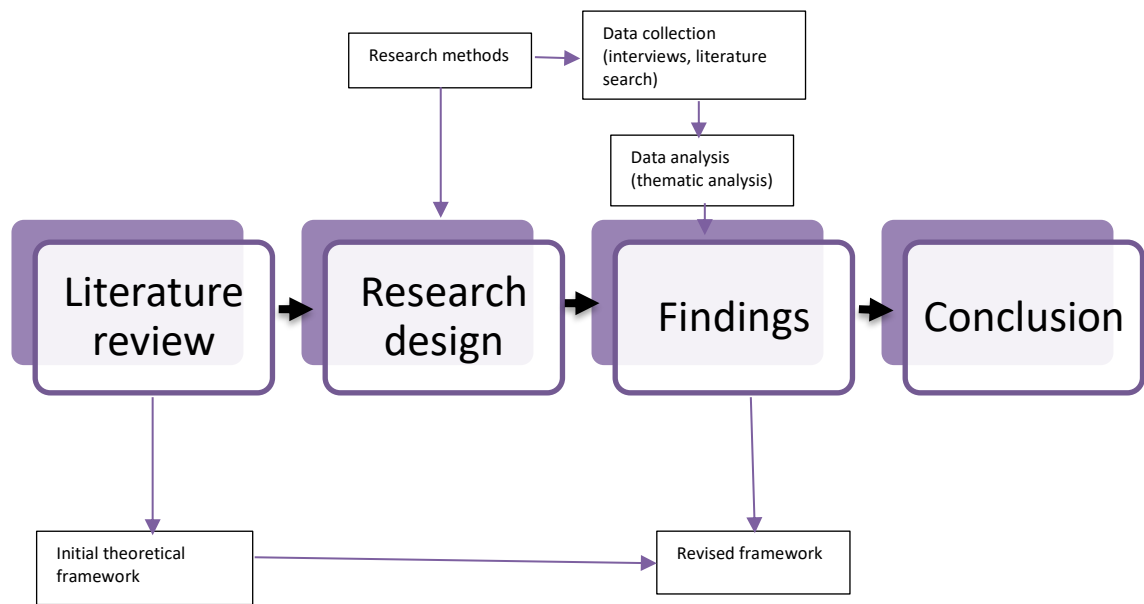 Research methods
Data collection
(interviews, literature
search)
Data analysis
(thematic analysis)
Literature
review
Research
design
Findings
Conclusion
Initial theoretical
framework
Revised framework